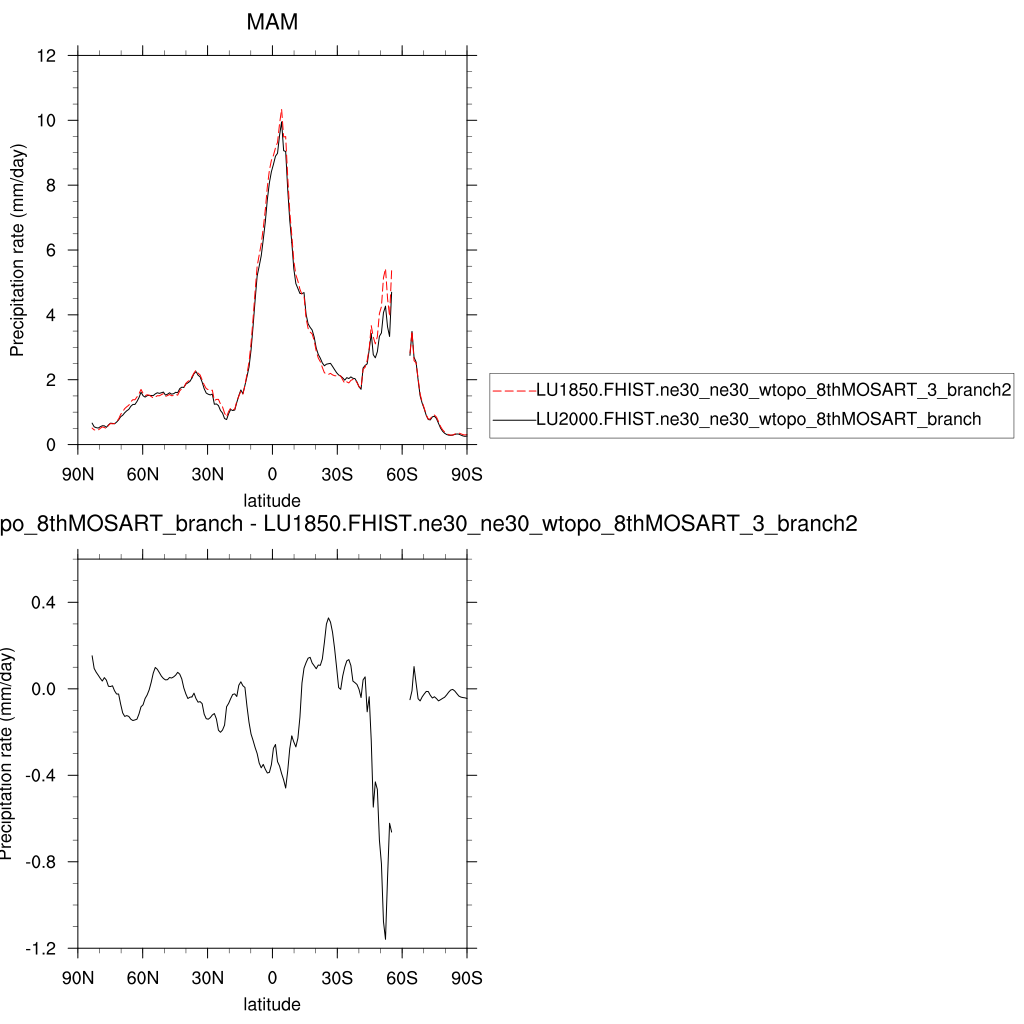 MAM
12
10
8
6
4
2
0
Precipitation rate (mm/day)
90N 60N 30N 0 30S 60S 90S
latitude
LU1850.FHIST.ne30_ne30_wtopo_8thMOSART_3_branch2
LU2000.FHIST.ne30_ne30_wtopo_8thMOSART_branch
po_8thMOSART_branch - LU1850.FHIST.ne30_ne30_wtopo_8thMOSART_3_branch2
0.4
0.0
-0.4
-0.8
-1.2
Precipitation rate (mm/day)
90N 60N 30N 0 30S 60S 90S
latitude